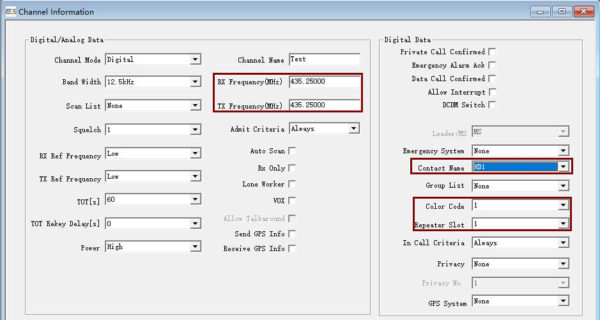 Channel Information
Digital/Analog Data
Channel Mode Digital
Channel Name Test
Band Width 12.5kHz
RX Frequency(MHz) 435.25000
Scan List None
TX Frequency(MHz) 435.25000
Squelch 1
Admit Criteria Always
RX Ref Frequency Low
Auto Scan
Rx Only
TX Ref Frequency Low
Lone Worker
TOT[s] 60
VOX
TOT Rekey Delay[s] 0
Allow Talkaround
Send GPS Info
Power High
Receive GPS Info
Digital Data
Private Call Confirmed
Emergency Alarm Ack
Data Call Confirmed
Allow Interrupt
DCDM Switch
Leader/MS MS
Emergency System None
Contact Name
Group List None
Color Code 1
Repeater Slot 1
In Call Criteria Always
Privacy None
Privacy No. 1
GPS System None